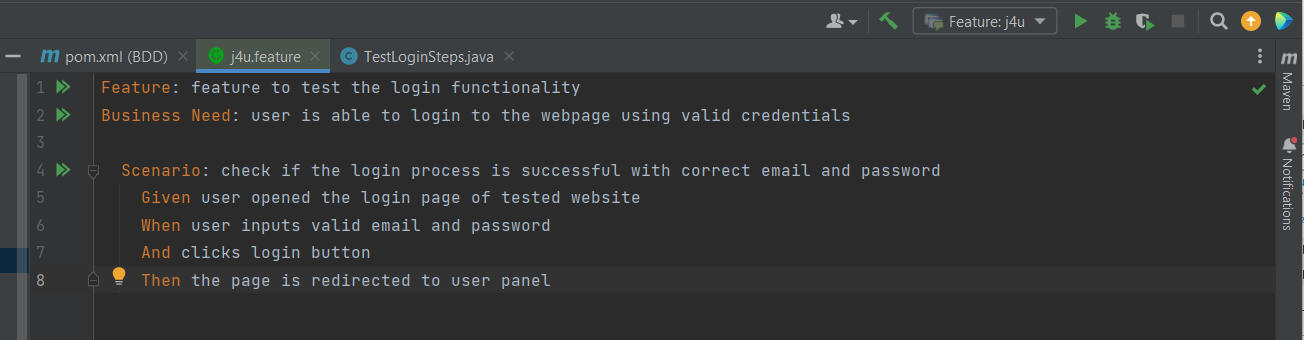 Feature: j4u
pom.xml (BDD)
j4u.feature
TestLoginSteps.java
1 Feature: feature to test the login functionality
2 Business Need: user is able to login to the webpage using valid credentials
3
4 Scenario: check if the login process is successful with correct email and password
5 Given user opened the login page of tested website
6 When user inputs valid email and password
7 And clicks login button
8 Then the page is redirected to user panel
m
Maven
Notifications